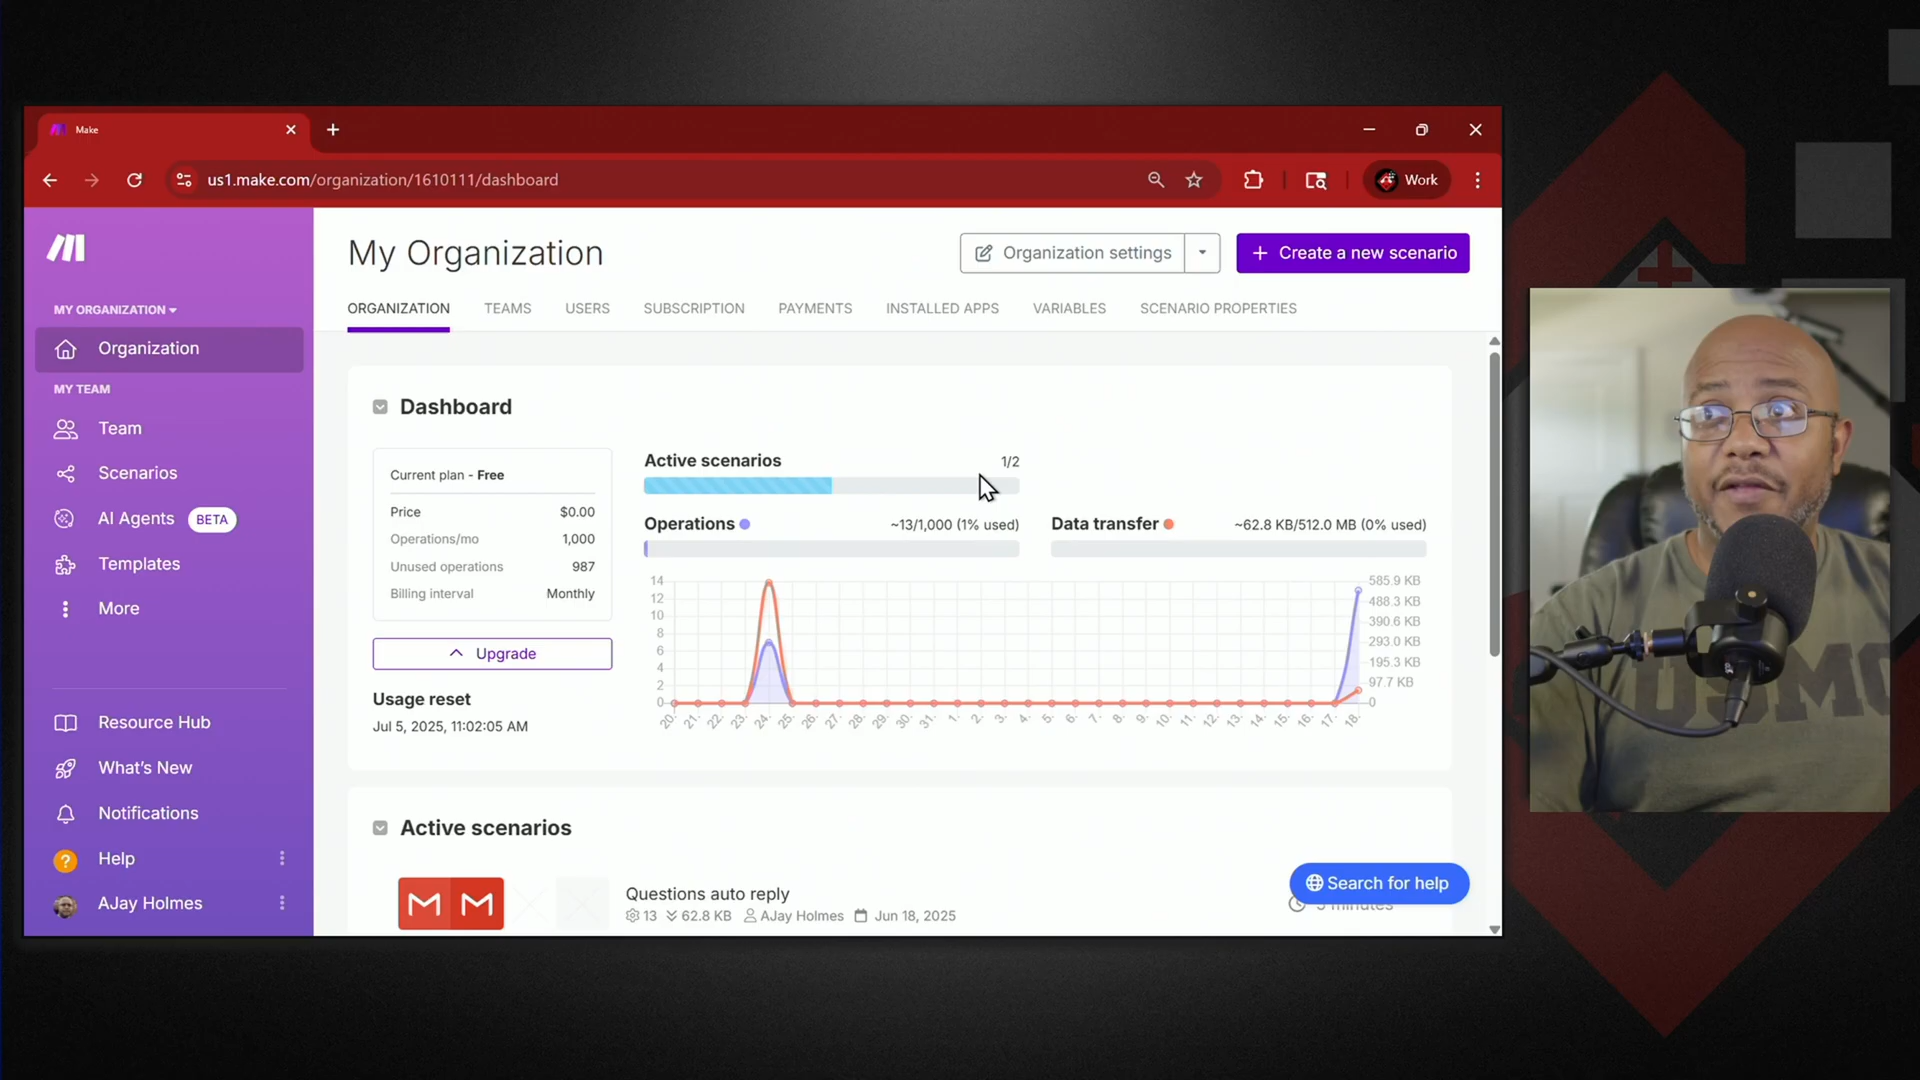 Make
us1.make.com/organization/1610111/dashboard
Work
MY ORGANIZATION
Organization
MY TEAM
Team
Scenarios
AI Agents BETA
Templates
More
Resource Hub
What's New
Notifications
? Help
AJay Holmes
My Organization
Organization settings
+ Create a new scenario
ORGANIZATION TEAMS USERS SUBSCRIPTION PAYMENTS INSTALLED APPS VARIABLES SCENARIO PROPERTIES
Dashboard
Current plan - Free
Price $0.00
Operations/mo 1,000
Unused operations 987
Billing interval Monthly
Upgrade
Usage reset
Jul 5, 2025, 11:02:05 AM
Active scenarios 1/2
Operations ~13/1,000 (1% used)
Data transfer ~62.8 KB/512.0 MB (0% used)
14 585.9 KB
12 488.3 KB
10 390.6 KB
8 293.0 KB
6 195.3 KB
4 97.7 KB
2
0 0
20. 21. 22. 23. 24. 25. 26. 27. 28. 29. 30. 31. 1. 2. 3. 4. 5. 6. 7. 8. 9. 10. 11. 12. 13. 14. 15. 16. 17. 18.
Active scenarios
Questions auto reply
13 62.8 KB AJay Holmes Jun 18, 2025
Search for help
minutes
USMC